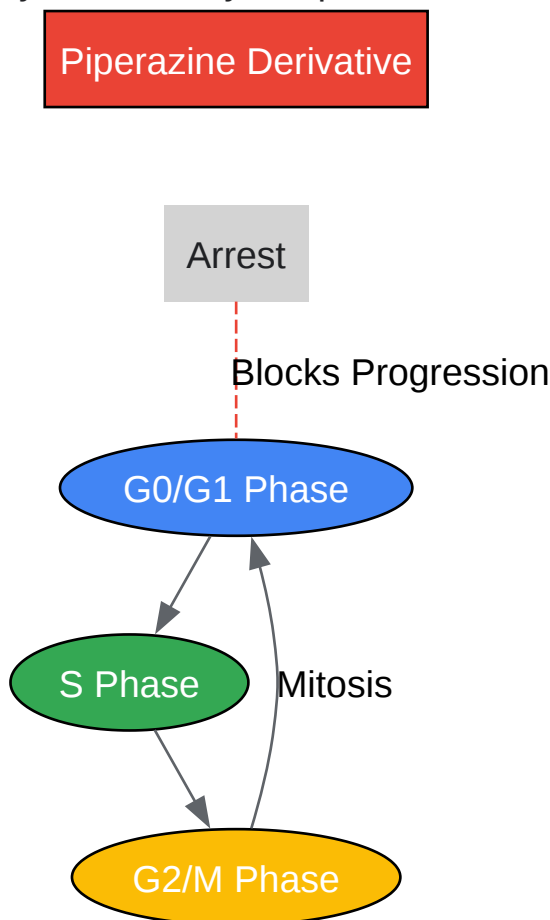 Piperazine Derivative
Arrest
Blocks Progression
G0/G1 Phase
S Phase
Mitosis
G2/M Phase